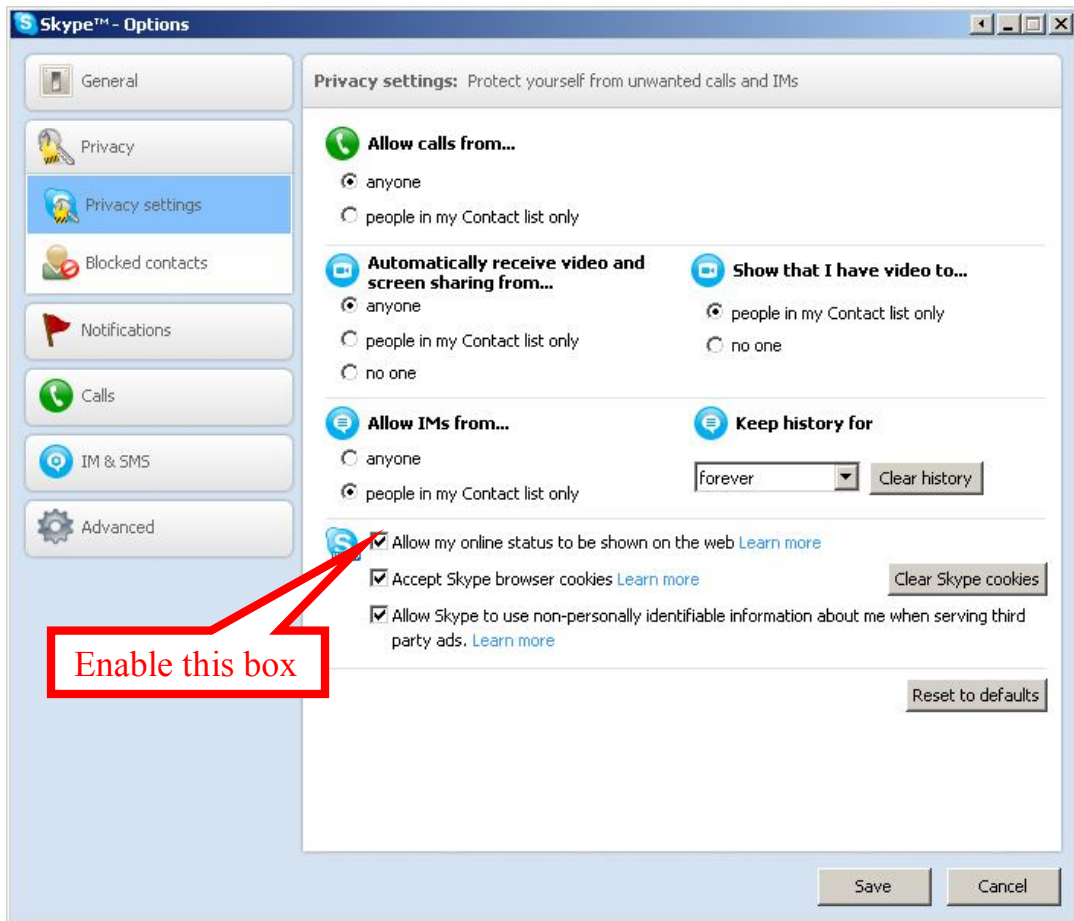 Skype™ - Options
General
Privacy
Privacy settings
Blocked contacts
Notifications
Calls
IM & SMS
Advanced
Privacy settings: Protect yourself from unwanted calls and IMs
Allow calls from...
anyone
people in my Contact list only
Automatically receive video and
screen sharing from...
anyone
people in my Contact list only
no one
Show that I have video to...
people in my Contact list only
no one
Allow IMs from...
anyone
people in my Contact list only
Keep history for
forever
Clear history
Allow my online status to be shown on the web Learn more
Accept Skype browser cookies Learn more
Clear Skype cookies
Allow Skype to use non-personally identifiable information about me when serving third
party ads. Learn more
Enable this box
Reset to defaults
Save
Cancel